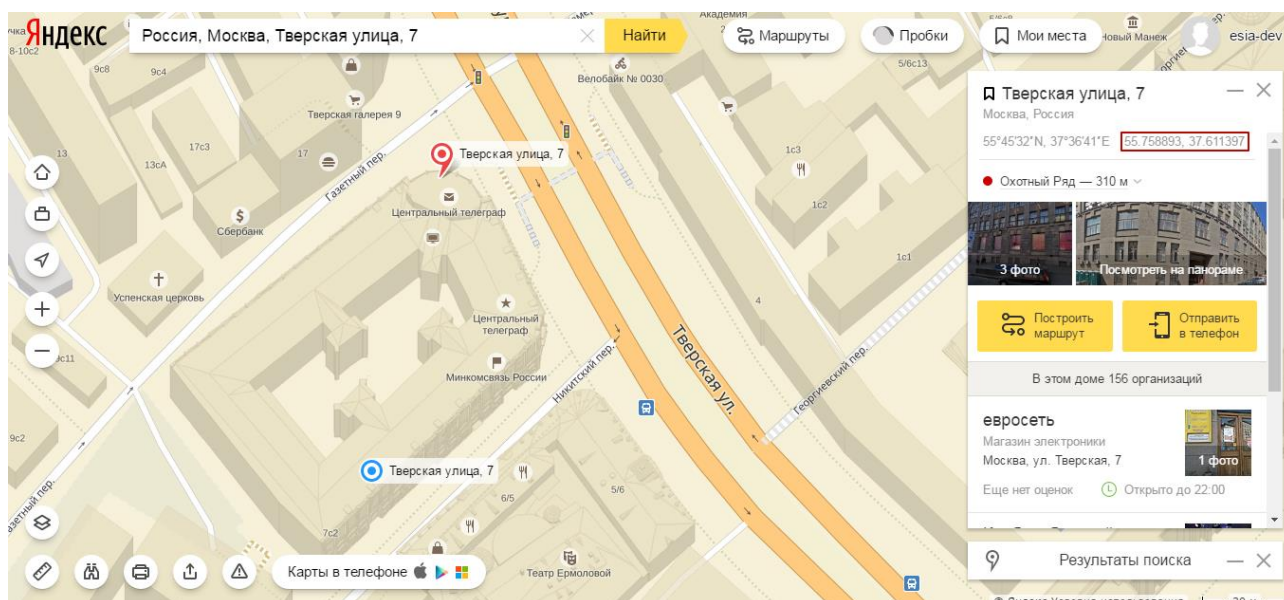 Яндекс
Россия, Москва, Тверская улица, 7
Найти
Маршруты
Пробки
Мои места
esia-dev
Академия
Новый Манеж
8-10с2
9с8
9с4
5/6с13
Велобайк № 0030
Тверская галерея 9
17с3
13
13сА
17
Газетный пер.
Тверская улица, 7
1с3
1с2
Центральный телеграф
Сбербанк
1с1
Успенская церковь
Центральный
телеграф
4
Минкомсвязь России
Никитский пер.
Тверская ул.
Георгиевский пер.
9с2
Тверская улица, 7
6/5
5/6
7с2
Театр Ермоловой
Карты в телефоне
Тверская улица, 7
Москва, Россия
55°45'32"N, 37°36'41"E
55.758893, 37.611397
Охотный Ряд — 310 м
3 фото
Посмотреть на панораме
Построить
маршрут
Отправить
в телефон
В этом доме 156 организаций
евросеть
Магазин электроники
Москва, ул. Тверская, 7
1 фото
Еще нет оценок
Открыто до 22:00
Результаты поиска